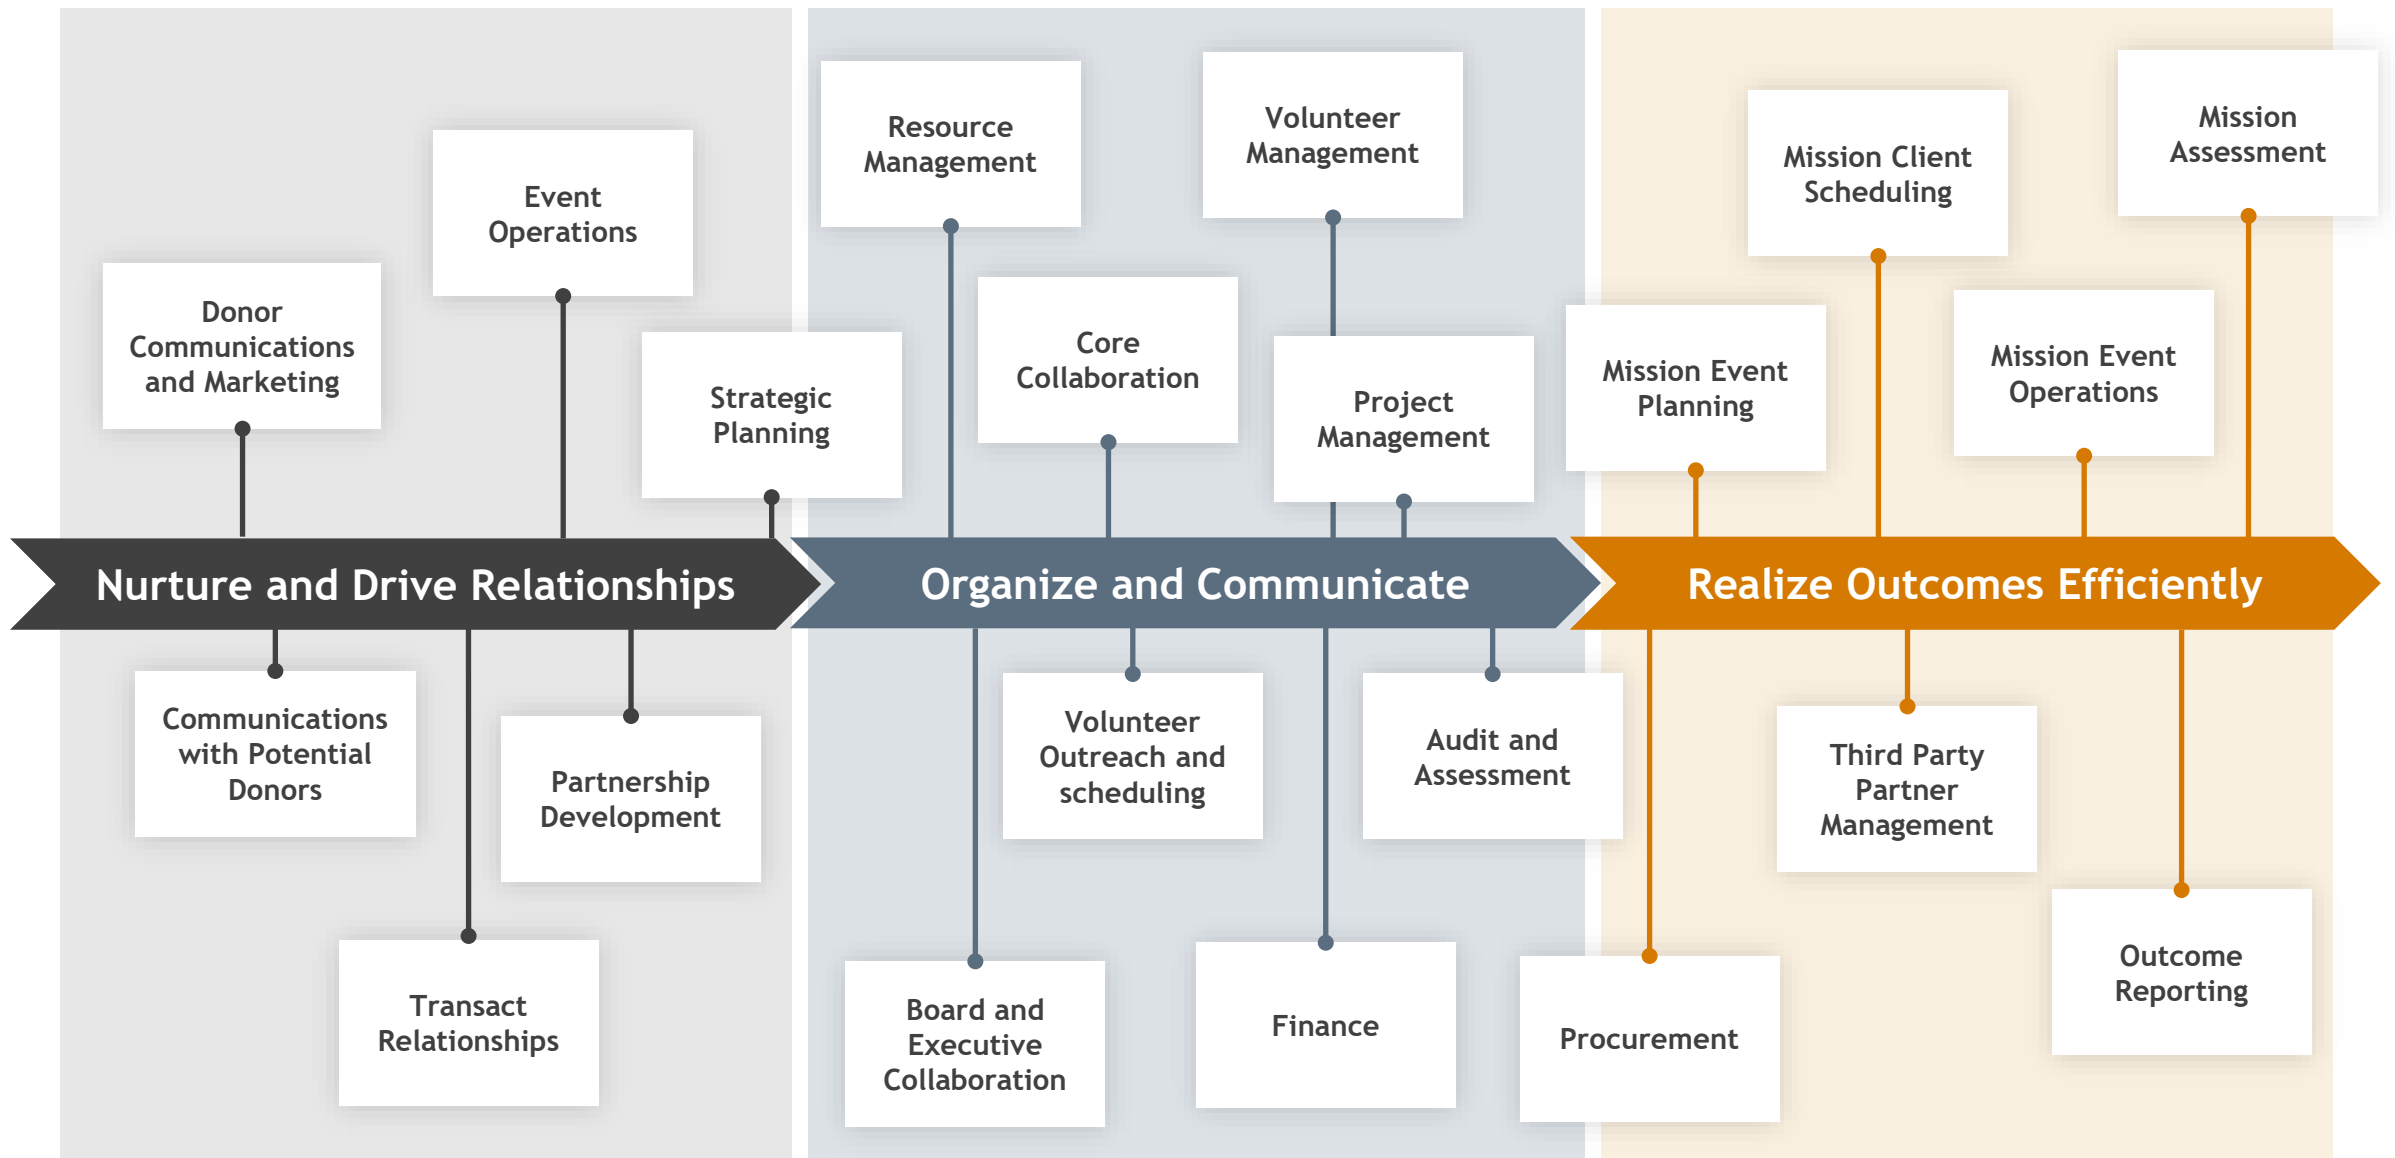 Donor
Communications
and Marketing
Event
Operations
Strategic
Planning
Nurture and Drive Relationships
Communications
with Potential
Donors
Transact
Relationships
Partnership
Development
Resource
Management
Core
Collaboration
Volunteer
Management
Project
Management
Organize and Communicate
Board and
Executive
Collaboration
Volunteer
Outreach and
scheduling
Finance
Audit and
Assessment
Mission Event
Planning
Mission Client
Scheduling
Mission Event
Operations
Mission
Assessment
Realize Outcomes Efficiently
Procurement
Third Party
Partner
Management
Outcome
Reporting